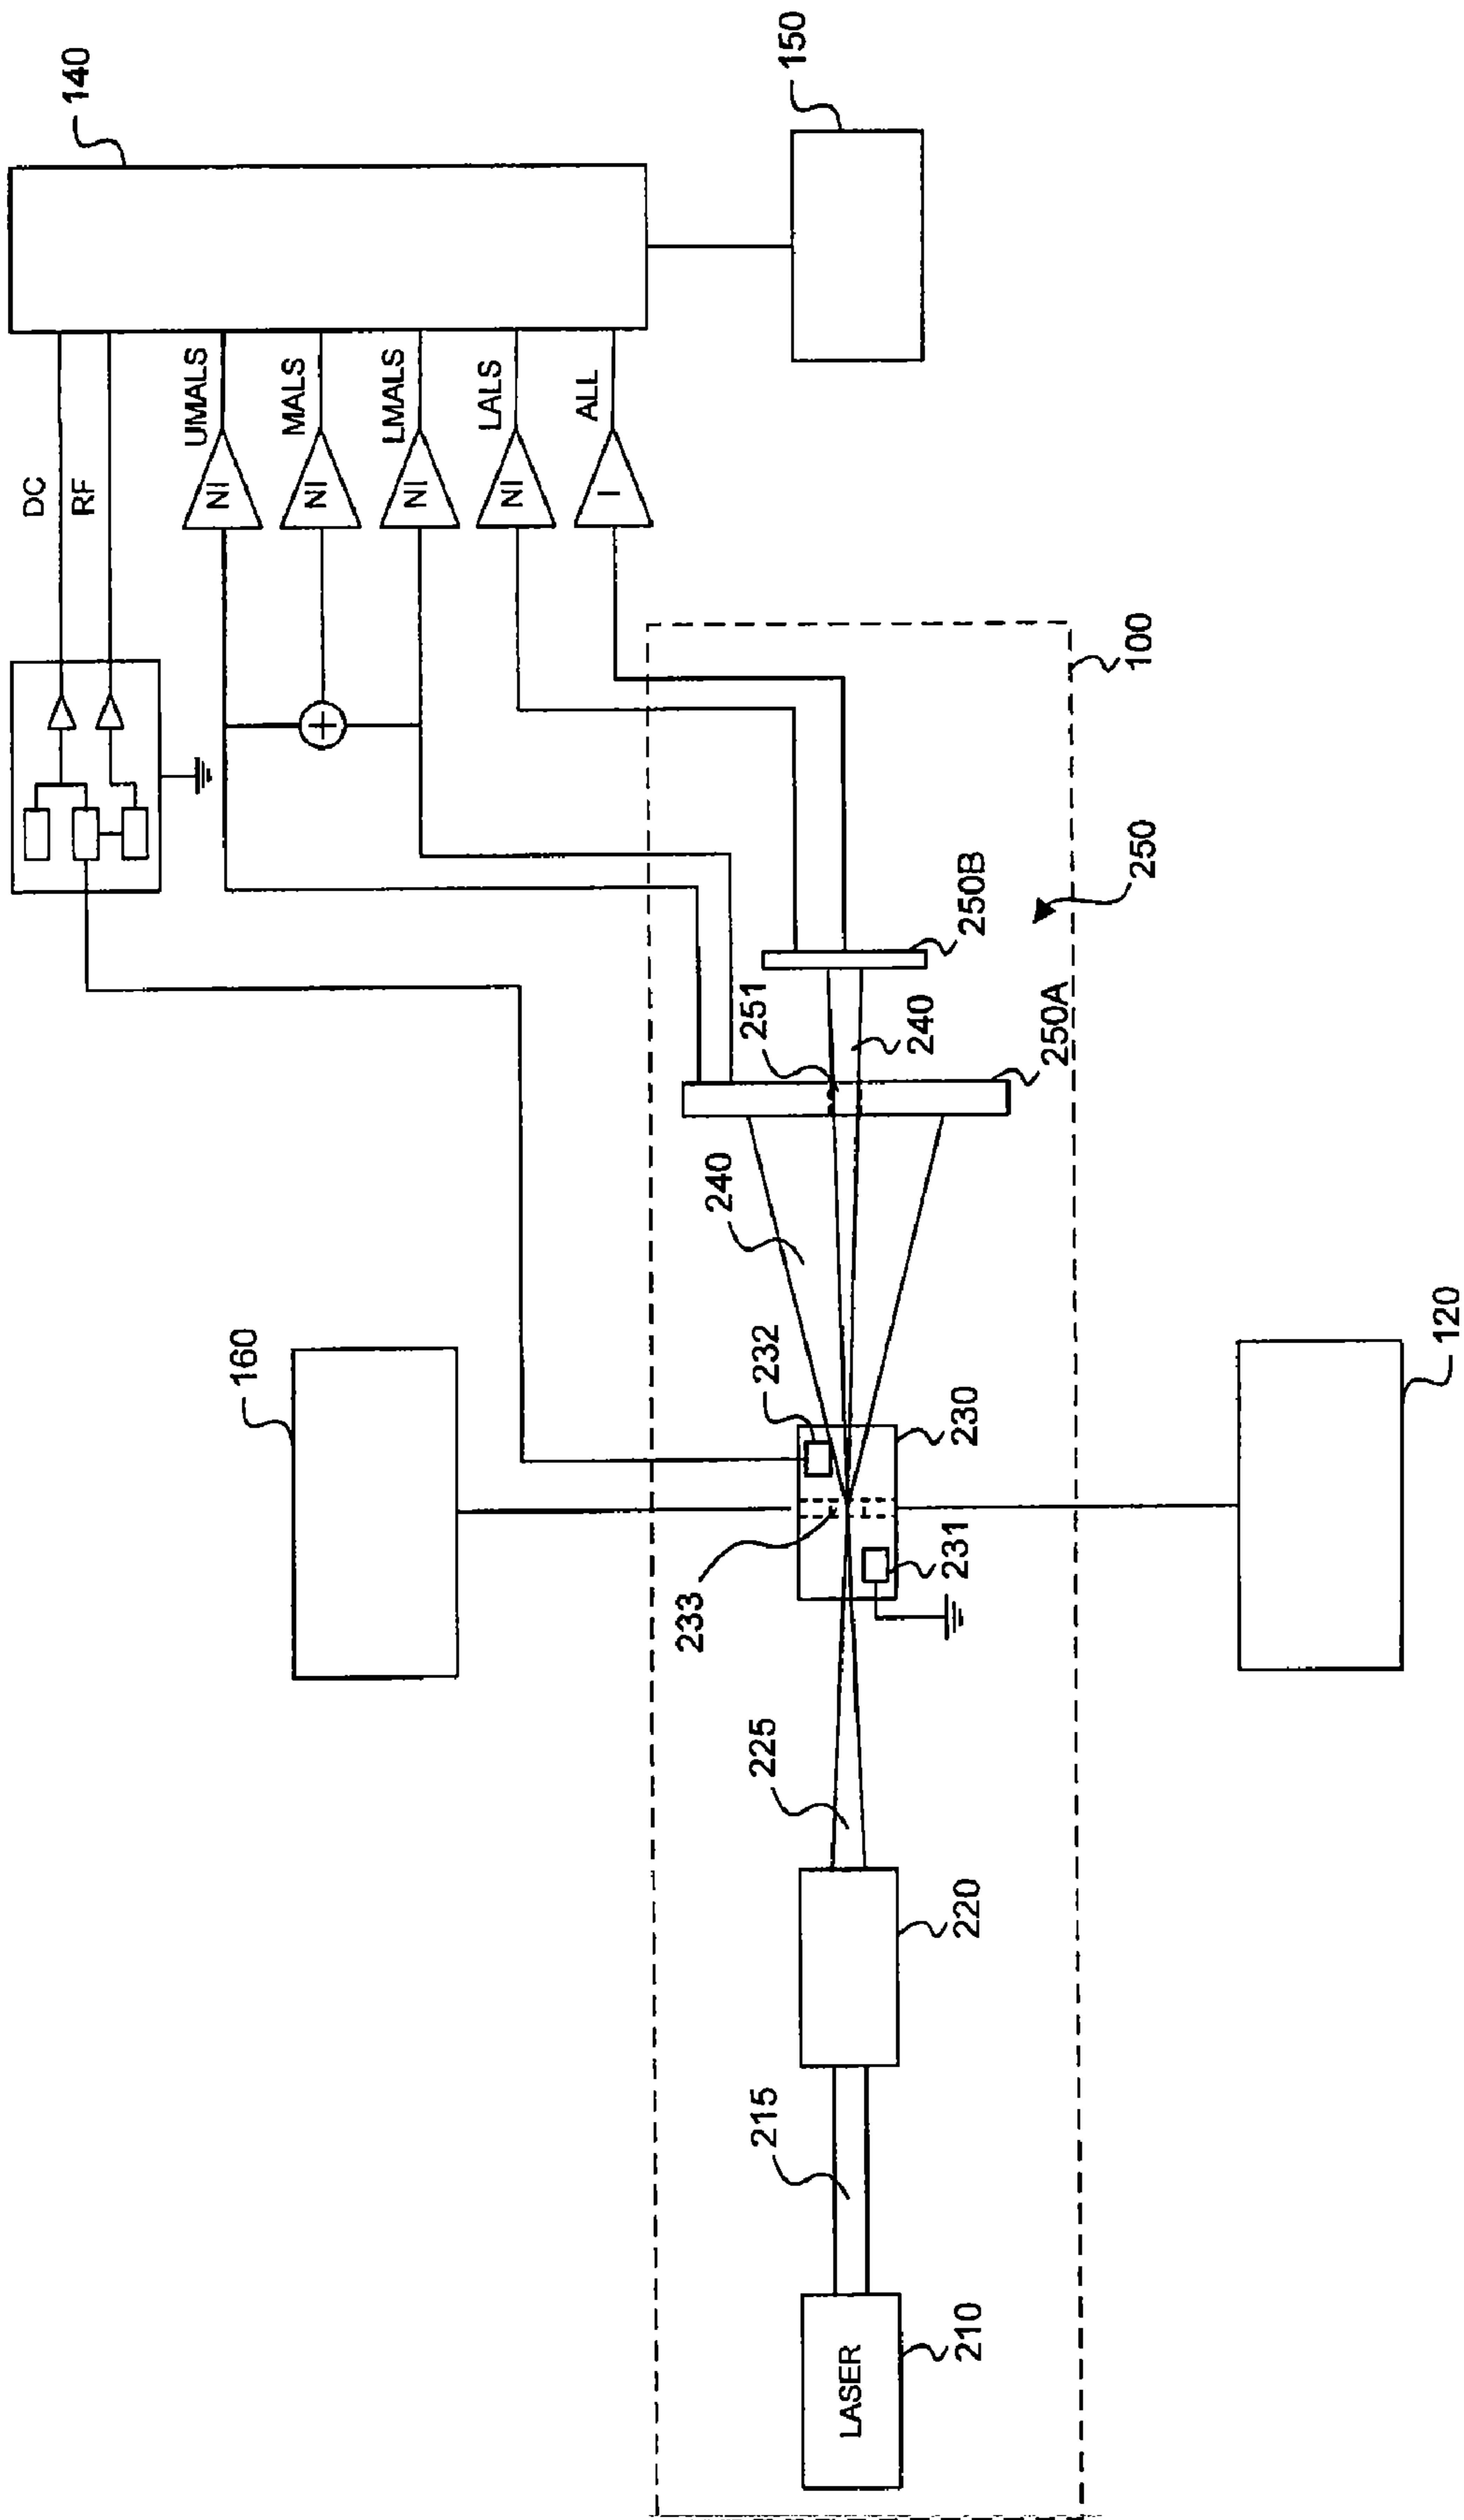 140
150
DC
RF
UMALS
MALS
LMALS
LALS
ALL
NI
NI
NI
NI
I
+
100
250
250B
251
240
250A
240
160
232
230
120
233
231
225
220
215
LASER
210